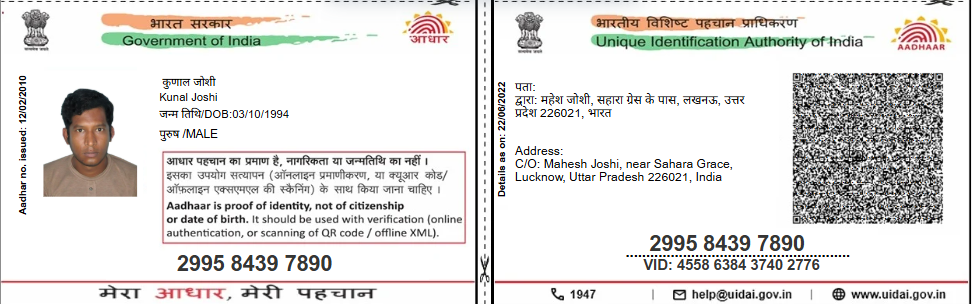 भारत सरकार
Government of India
आधार
Aadhar no. issued: 12/02/2010
कुणाल जोशी
Kunal Joshi
जन्म तिथि/DOB:03/10/1994
पुरुष /MALE
आधार पहचान का प्रमाण है, नागरिकता या जन्मतिथि का नहीं ।
इसका उपयोग सत्यापन (ऑनलाइन प्रमाणीकरण, या क्यूआर कोड/
ऑफ़लाइन एक्सएमएल की स्कैनिंग) के साथ किया जाना चाहिए ।
Aadhaar is proof of identity, not of citizenship
or date of birth. It should be used with verification (online
authentication, or scanning of QR code / offline XML).
2995 8439 7890
मेरा आधार, मेरी पहचान
भारतीय विशिष्ट पहचान प्राधिकरण
Unique Identification Authority of India
AADHAAR
Details as on: 22/06/2022
पता:
द्वारा: महेश जोशी, सहारा ग्रेस के पास, लखनऊ, उत्तर
प्रदेश 226021, भारत
Address:
C/O: Mahesh Joshi, near Sahara Grace,
Lucknow, Uttar Pradesh 226021, India
2995 8439 7890
VID: 4558 6384 3740 2776
1947 | help@uidai.gov.in | www.uidai.gov.in